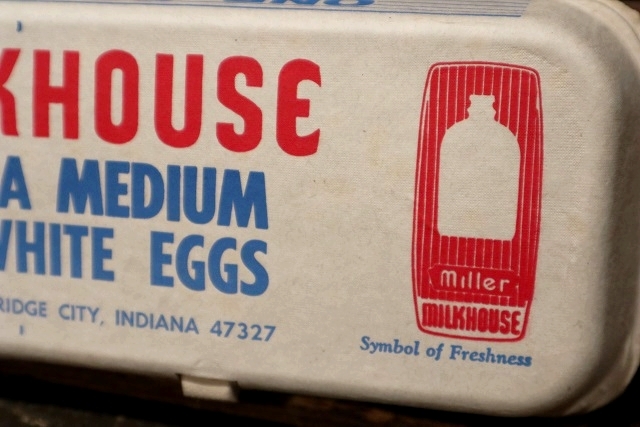 KHOUSE
A MEDIUM
WHITE EGGS
RIDGE CITY, INDIANA 47327
Miller
MILKHOUSE
Symbol of Freshness